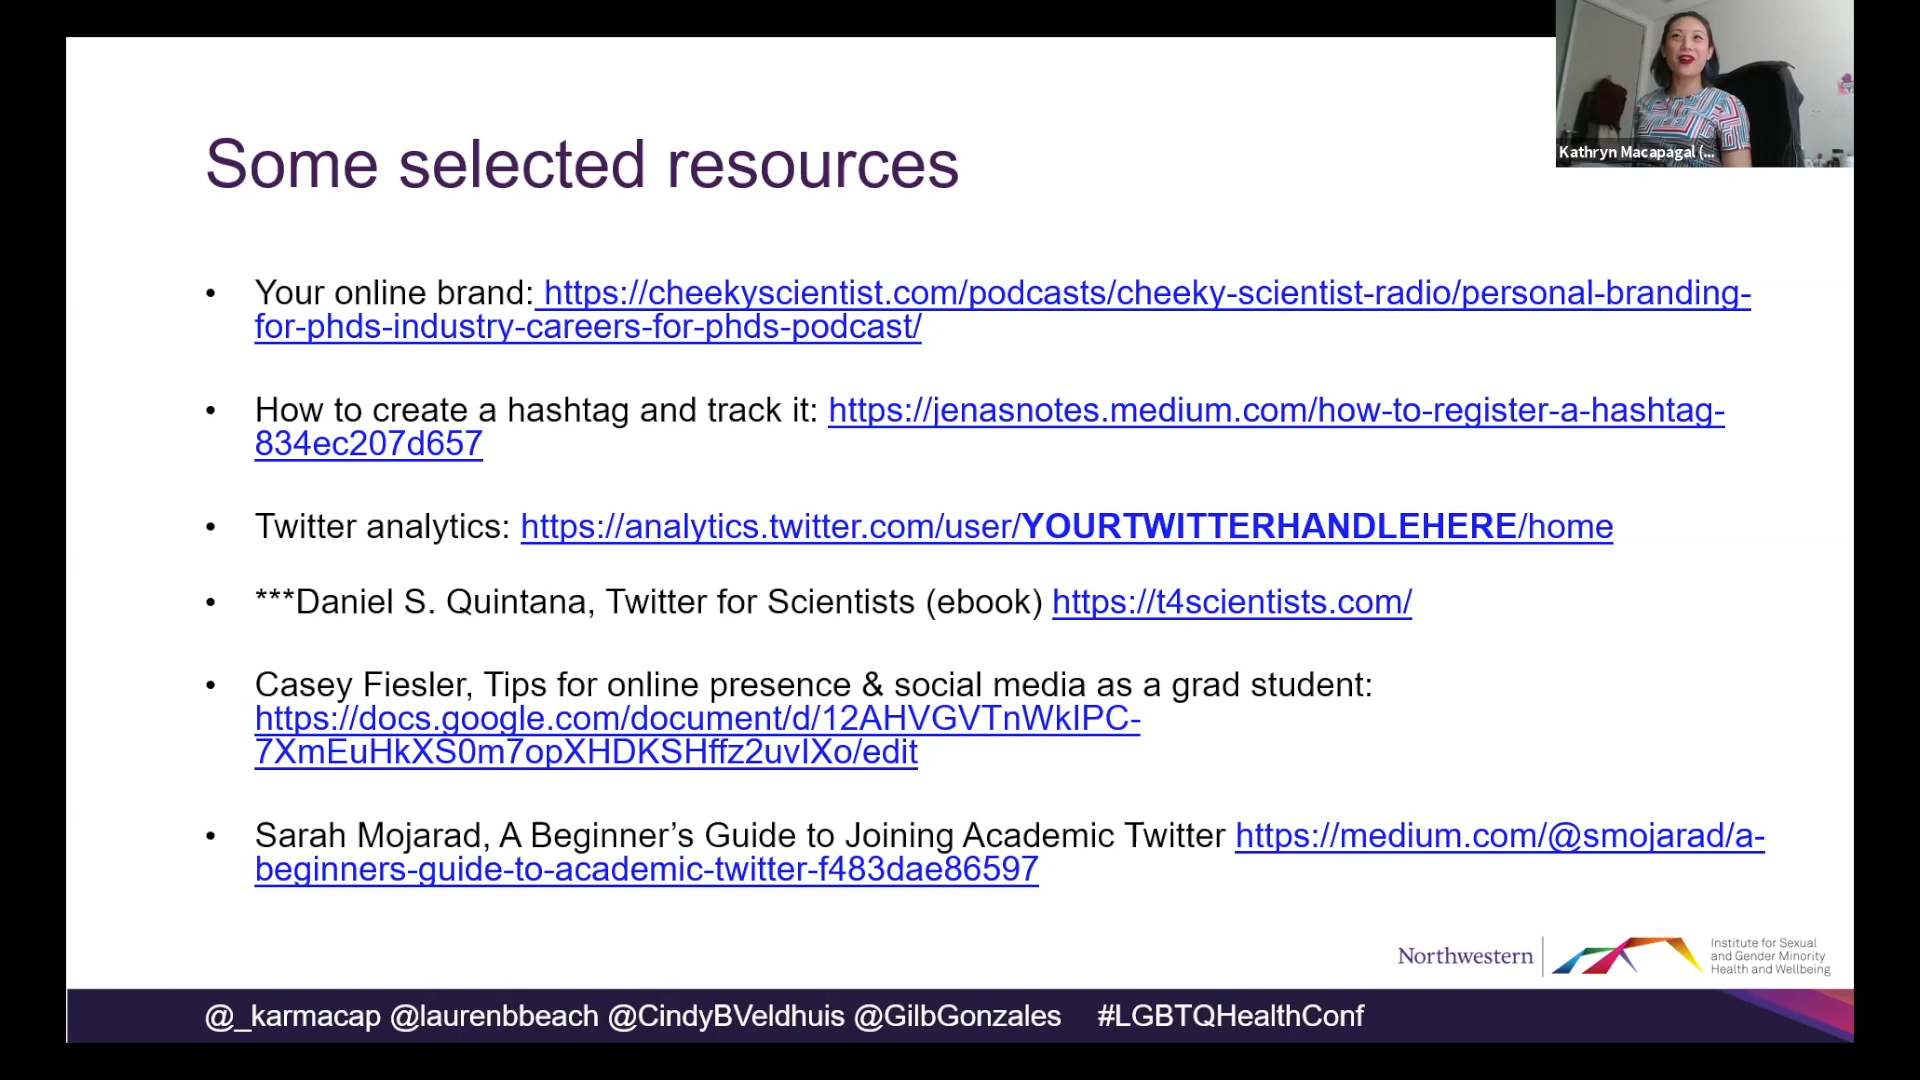 Kathryn Macapagal (...
Some selected resources
• Your online brand: https://cheekyscientist.com/podcasts/cheeky-scientist-radio/personal-branding-
for-phds-industry-careers-for-phds-podcast/
• How to create a hashtag and track it: https://jenasnotes.medium.com/how-to-register-a-hashtag-
834ec207d657
• Twitter analytics: https://analytics.twitter.com/user/YOURTWITTERHANDLEHERE/home
• ***Daniel S. Quintana, Twitter for Scientists (ebook) https://t4scientists.com/
• Casey Fiesler, Tips for online presence & social media as a grad student:
https://docs.google.com/document/d/12AHVGVTnWkIPC-
7XmEuHkXS0m7opXHDKSHffz2uvIXo/edit
• Sarah Mojarad, A Beginner’s Guide to Joining Academic Twitter https://medium.com/@smojarad/a-
beginners-guide-to-academic-twitter-f483dae86597
Northwestern
Institute for Sexual
and Gender Minority
Health and Wellbeing
@_karmacap @laurenbbeach @CindyBVeldhuis @GilbGonzales #LGBTQHealthConf